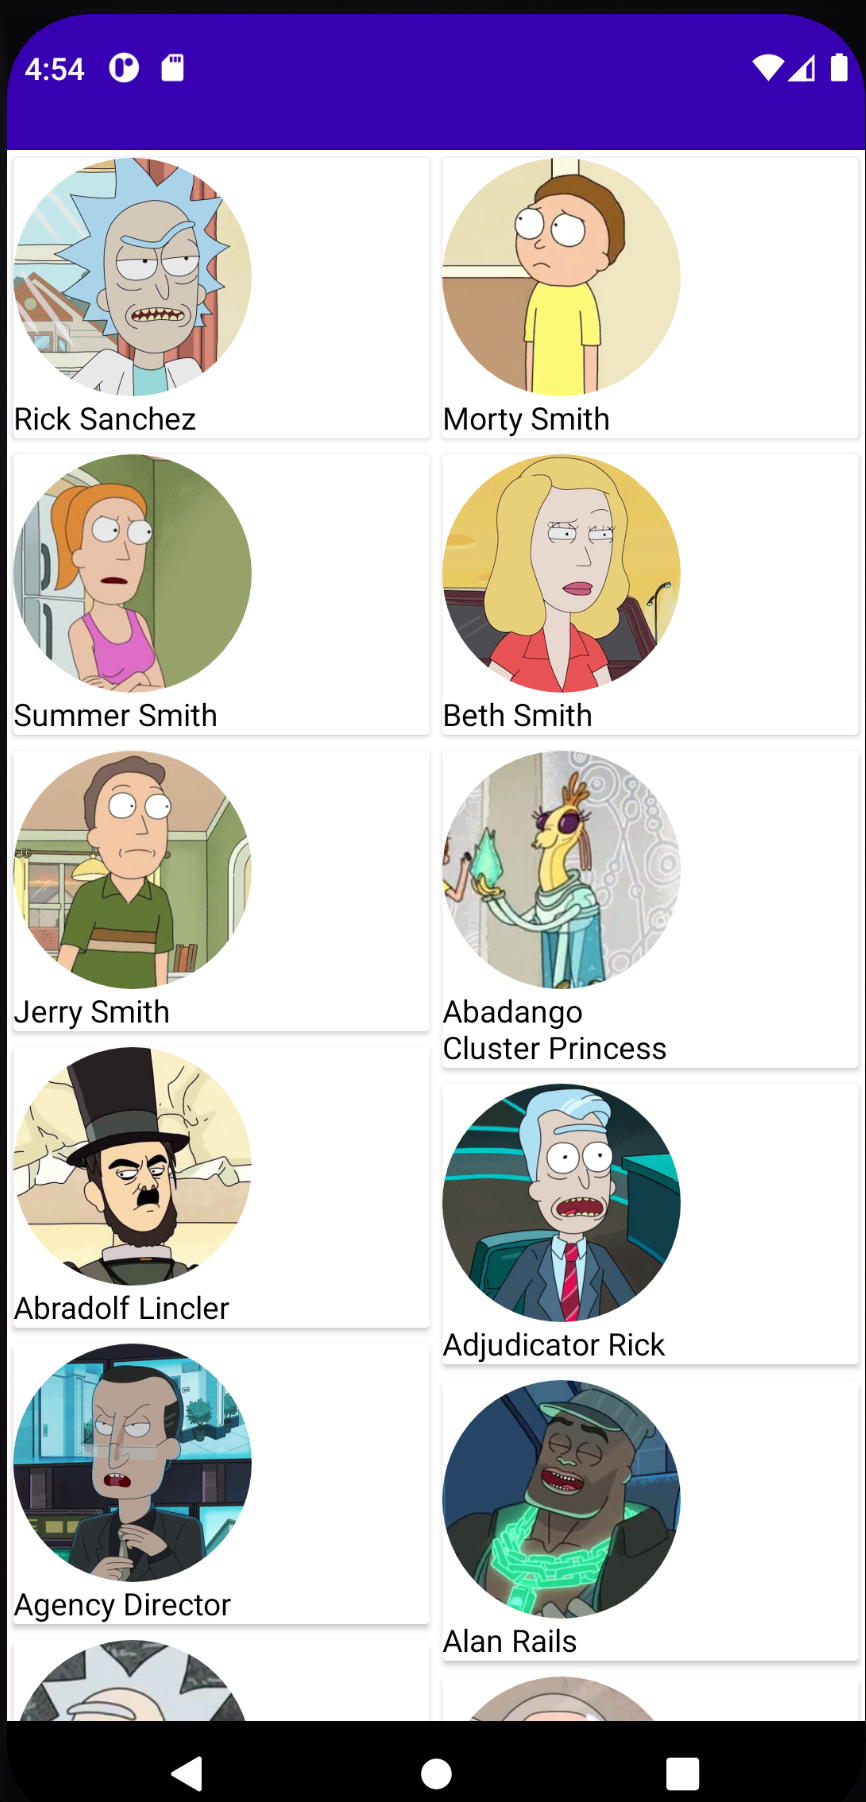 4:54
Rick Sanchez
Morty Smith
Summer Smith
Beth Smith
Jerry Smith
Abadango
Cluster Princess
Abradolf Lincler
Adjudicator Rick
Agency Director
Alan Rails